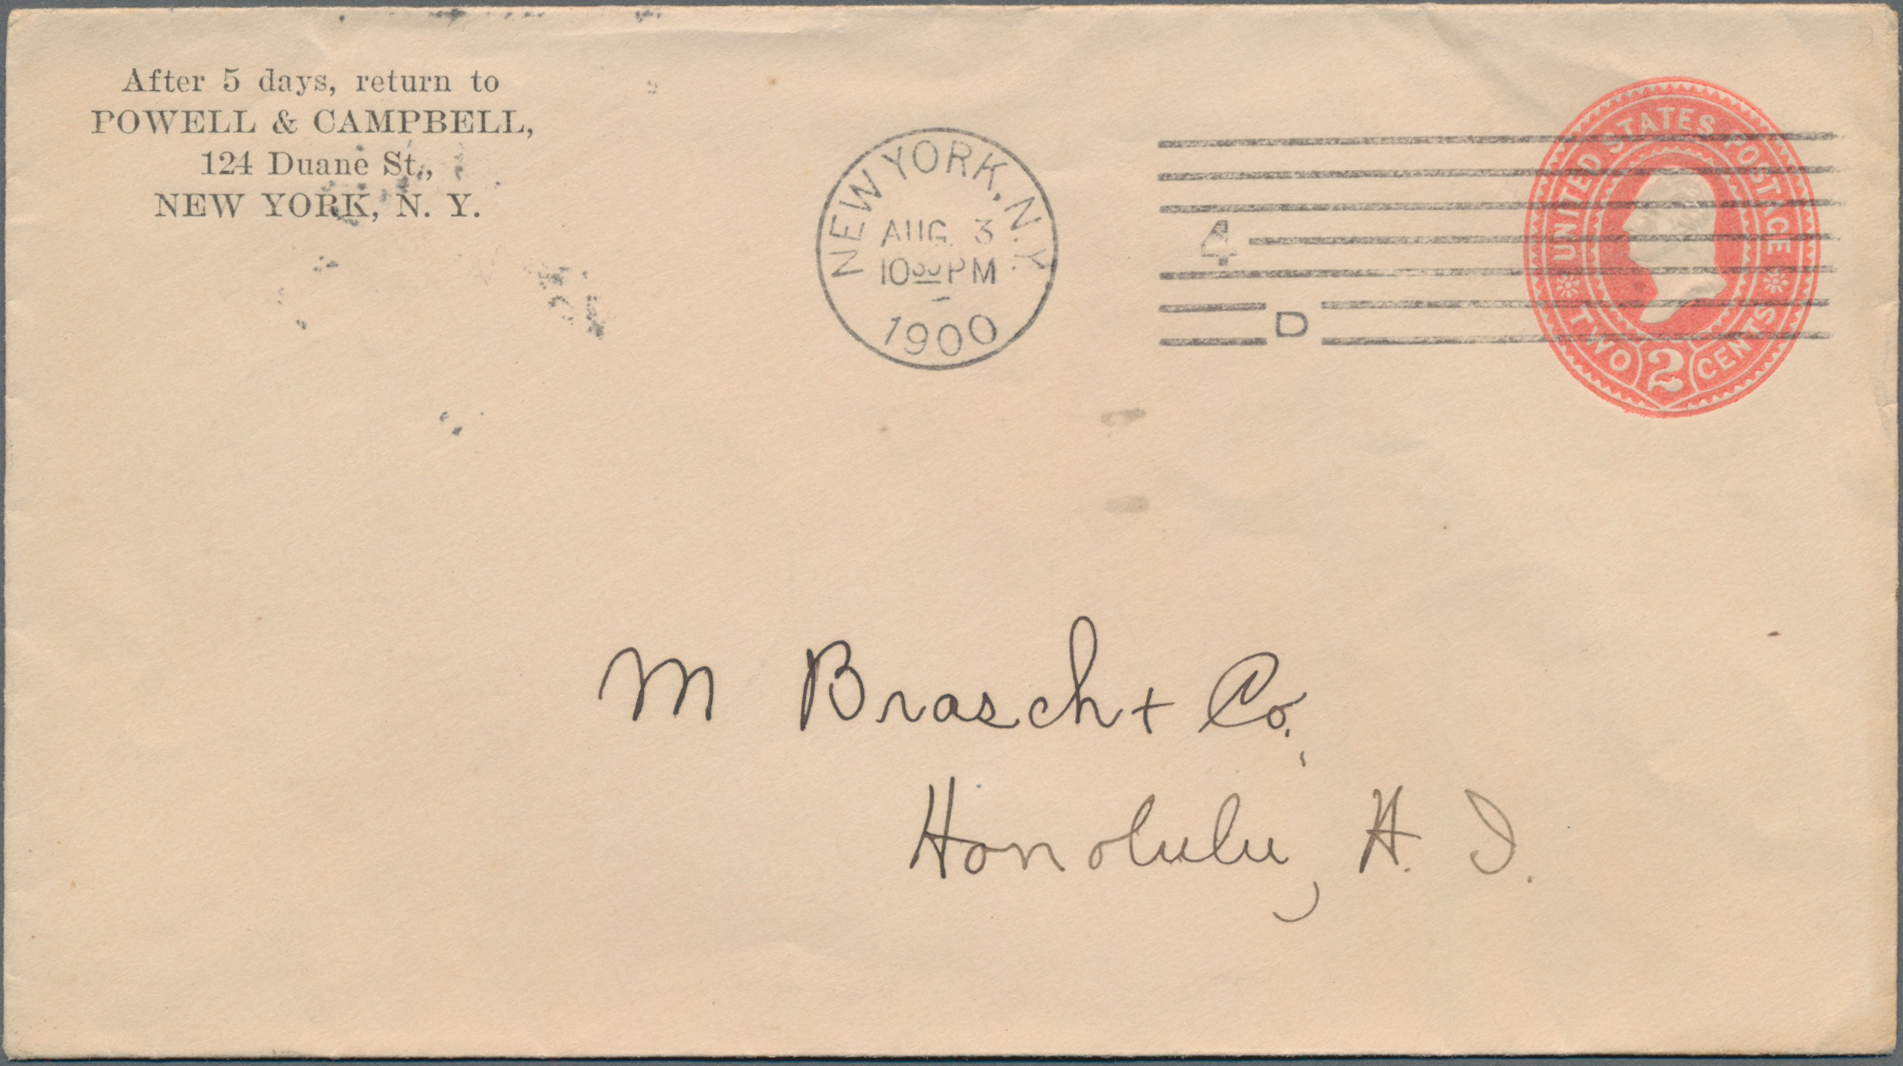 After 5 days, return to
POWELL & CAMPBELL,
124 Duane St.,
NEW YORK, N. Y.
NEW YORK, N.Y.
AUG. 3
10 30 PM
1900
4
D
UNITED STATES POSTAGE
TWO 2 CENTS
M Brasch + Co.,
Honolulu, H. I.